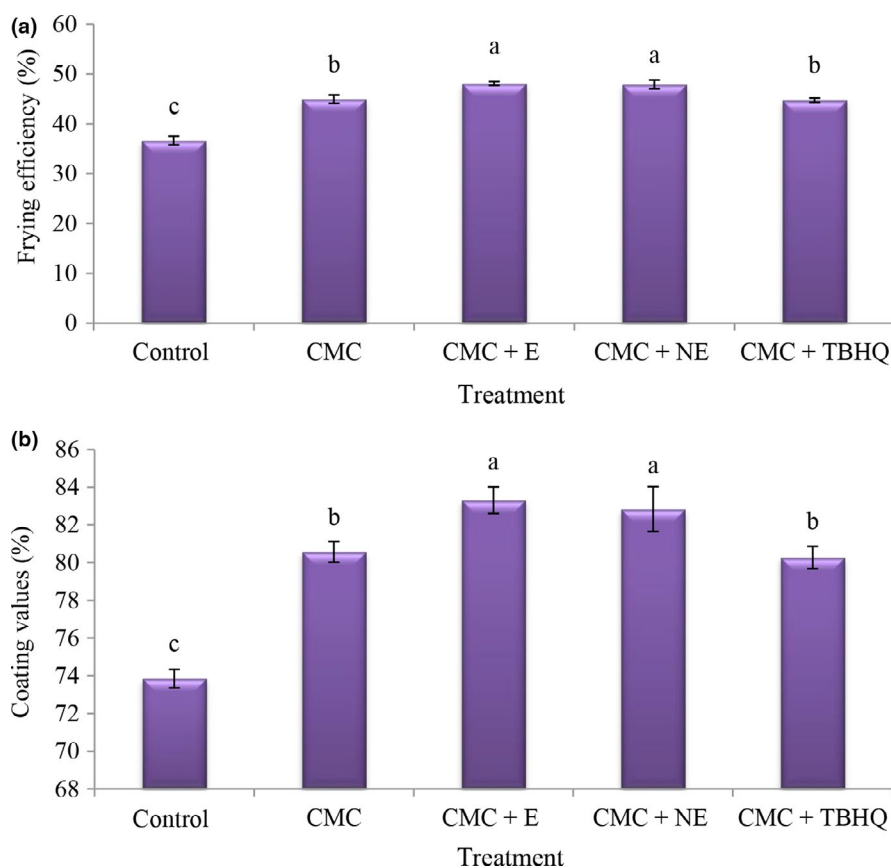 (a)
Frying efficiency (%)
60
50
40
30
20
10
0
c
b
a
a
b
Control CMC CMC + E CMC + NE CMC + TBHQ
Treatment
(b)
Coating values (%)
86
84
82
80
78
76
74
72
70
68
c
b
a
a
b
Control CMC CMC + E CMC + NE CMC + TBHQ
Treatment